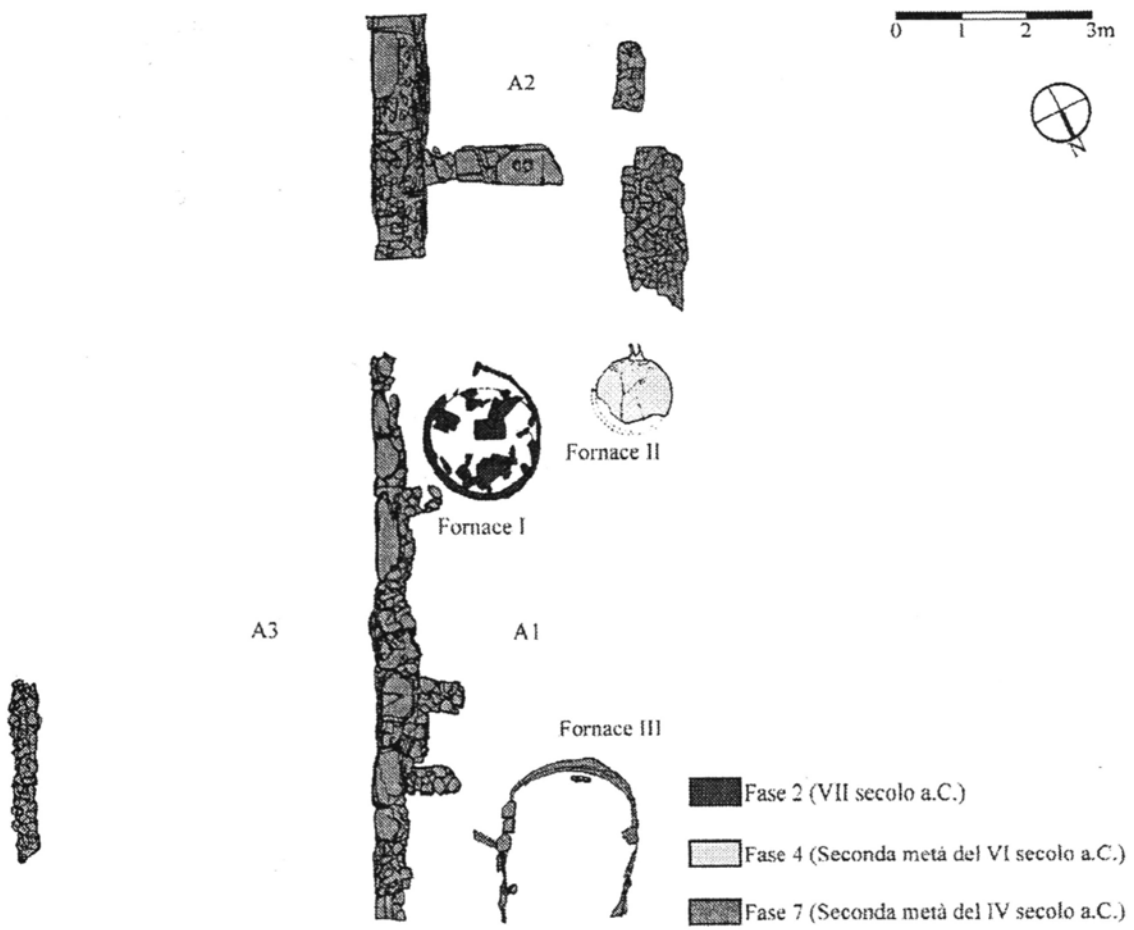 0 1 2 3m
A2
N
Fornace II
Fornace I
A3
A1
Fornace III
Fase 2 (VII secolo a.C.)
Fase 4 (Seconda metà del VI secolo a.C.)
Fase 7 (Seconda metà del IV secolo a.C.)